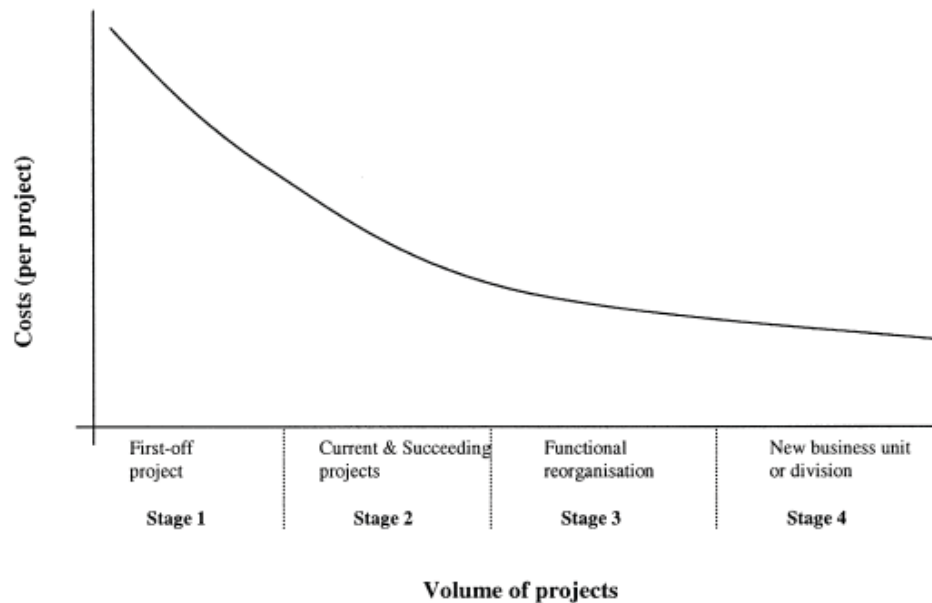 Costs (per project)
First-off
project
Current & Succeeding
projects
Functional
reorganisation
New business unit
or division
Stage 1
Stage 2
Stage 3
Stage 4
Volume of projects